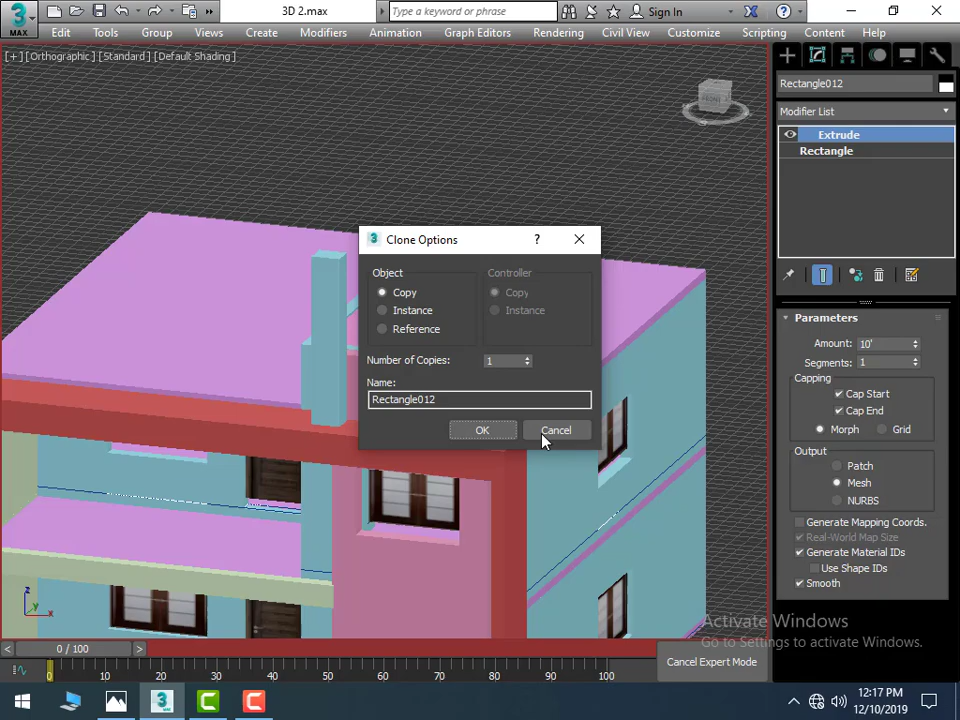 3D 2.max
Type a keyword or phrase
Sign In
MAX
Edit Tools Group Views Create Modifiers Animation Graph Editors Rendering Civil View Customize Scripting Content Help
[+] [Orthographic] [Standard] [Default Shading]
FRONT
Rectangle012
Modifier List
Extrude
Rectangle
3 Clone Options ?
Object
Copy
Instance
Reference
Controller
Copy
Instance
Number of Copies: 1
Name:
Rectangle012
OK Cancel
Parameters
Amount: 10'
Segments: 1
Capping
Cap Start
Cap End
Morph Grid
Output
Patch
Mesh
NURBS
Generate Mapping Coords.
Real-World Map Size
Generate Material IDs
Use Shape IDs
Smooth
Activate Windows
Go to Settings to activate Windows.
z
y
x
< 0 / 100 >
0 10 20 30 40 50 60 70 80 90 100
Cancel Expert Mode
12:17 PM
12/10/2019